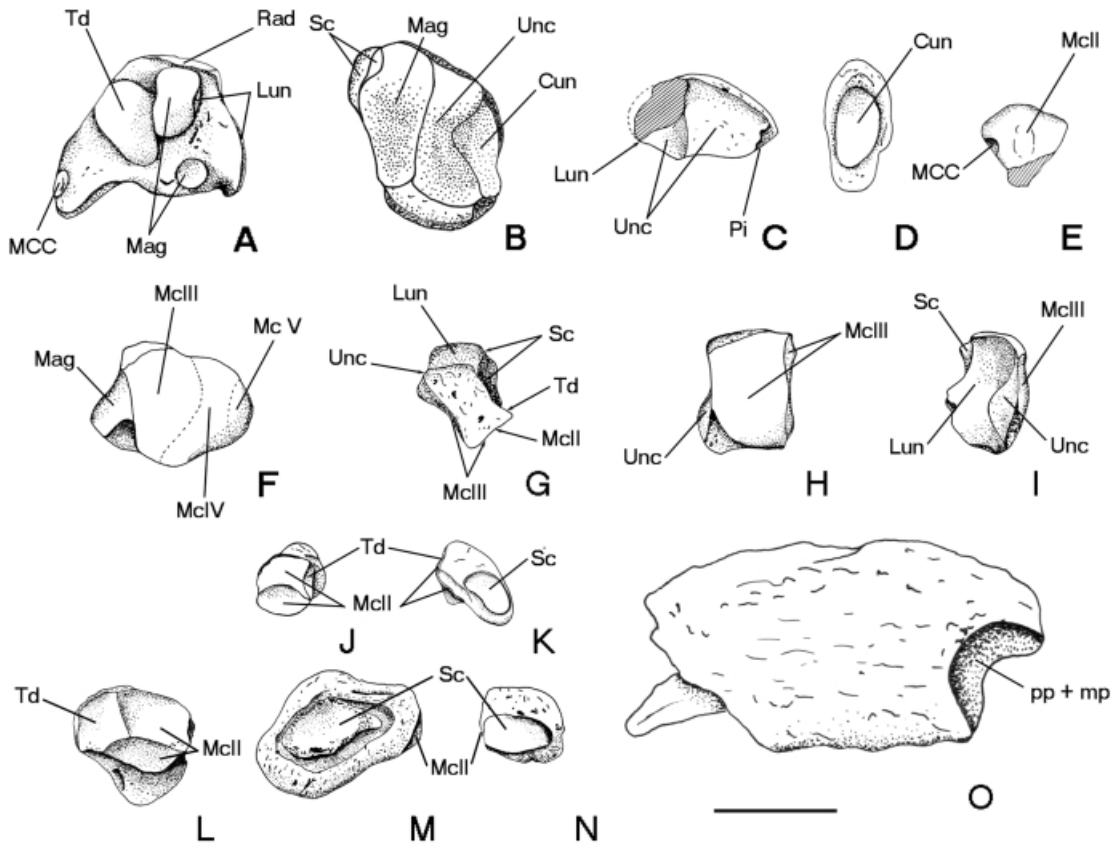 Td
Rad
Lun
MCC
Mag
A
Sc
Mag
Unc
Cun
B
Lun
Unc
Pi
C
Cun
D
McII
MCC
E
McIII
Mc V
Mag
McIV
F
Lun
Sc
Unc
Td
McII
McIII
G
McIII
Unc
H
Sc
McIII
Lun
Unc
I
Td
McII
J
Sc
K
Td
McII
L
Sc
McII
M
N
pp + mp
O